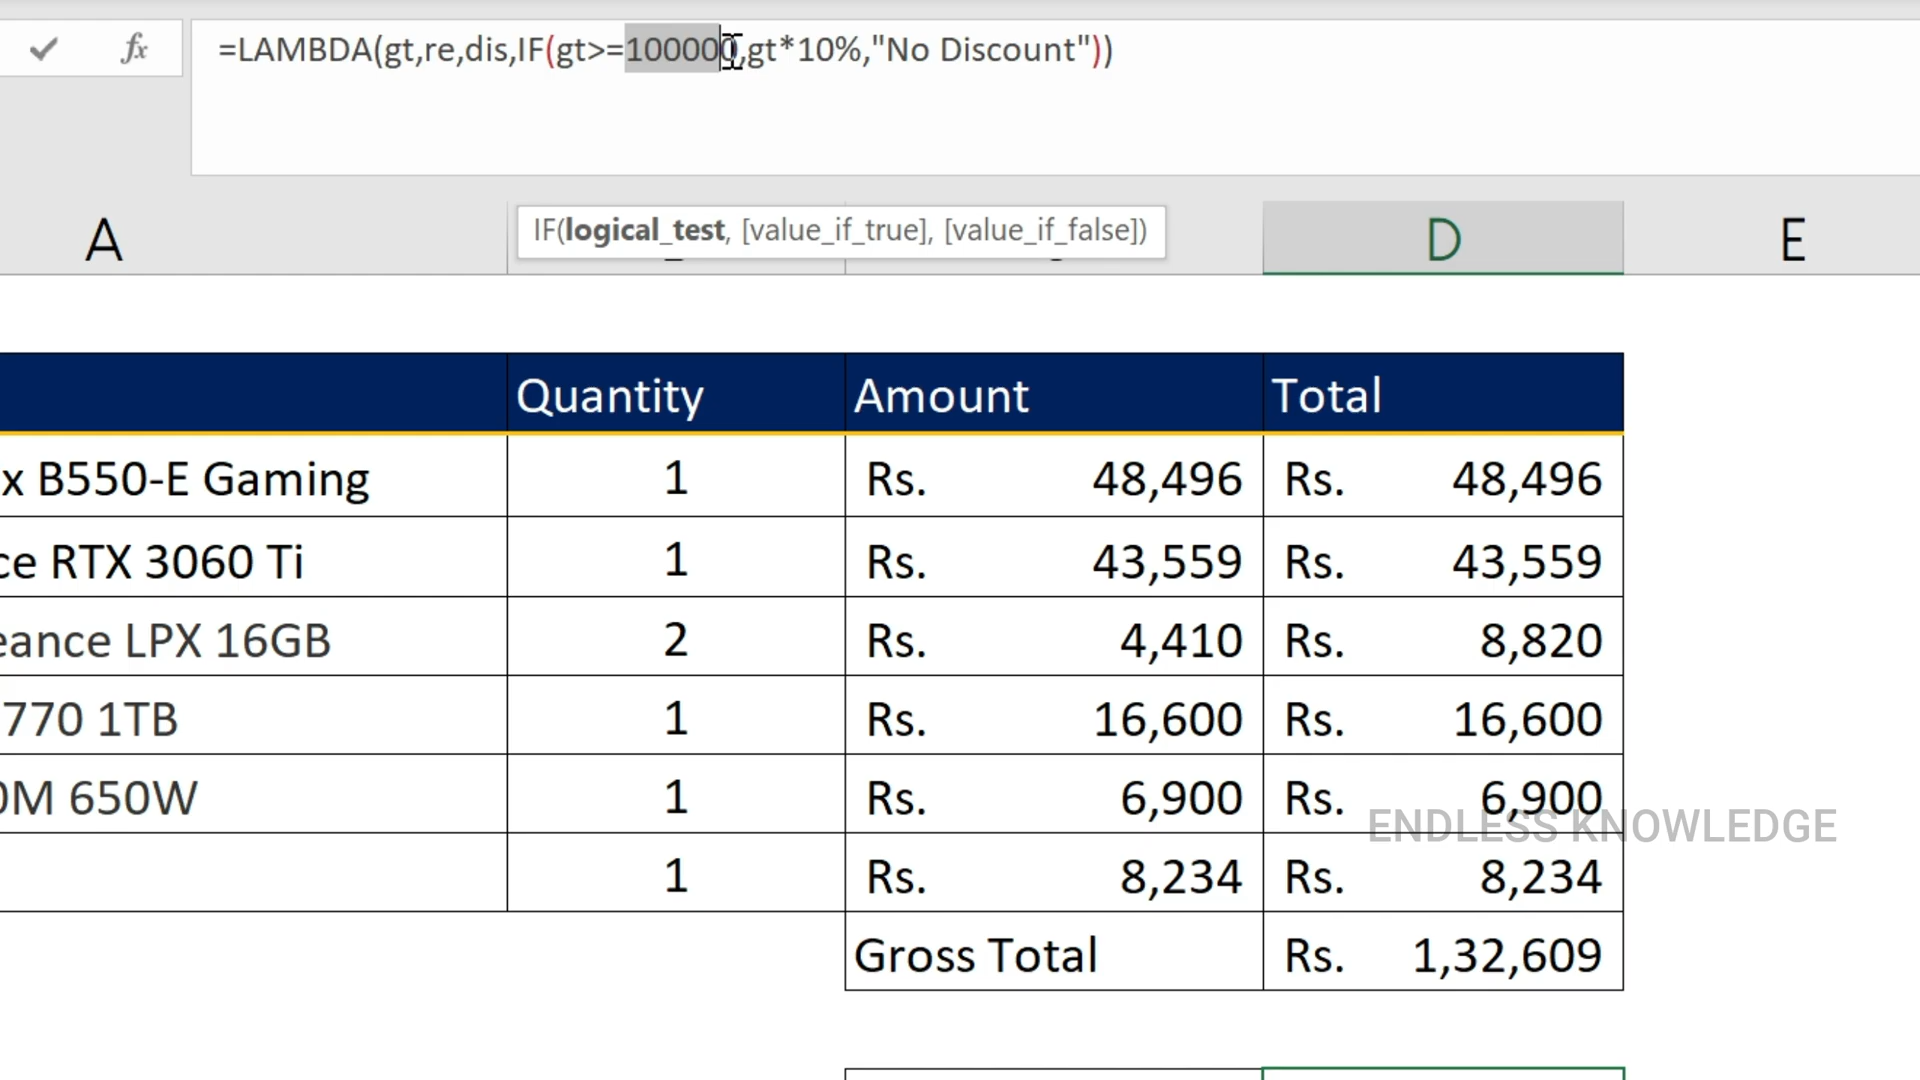 fx =LAMBDA(gt,re,dis,IF(gt>=100000,gt*10%,"No Discount"))
IF(logical_test, [value_if_true], [value_if_false])
A D E
Quantity Amount Total
x B550-E Gaming 1 Rs. 48,496 Rs. 48,496
ce RTX 3060 Ti 1 Rs. 43,559 Rs. 43,559
eance LPX 16GB 2 Rs. 4,410 Rs. 8,820
770 1TB 1 Rs. 16,600 Rs. 16,600
0M 650W 1 Rs. 6,900 Rs. 6,900
ENDLESS KNOWLEDGE
1 Rs. 8,234 Rs. 8,234
Gross Total Rs. 1,32,609